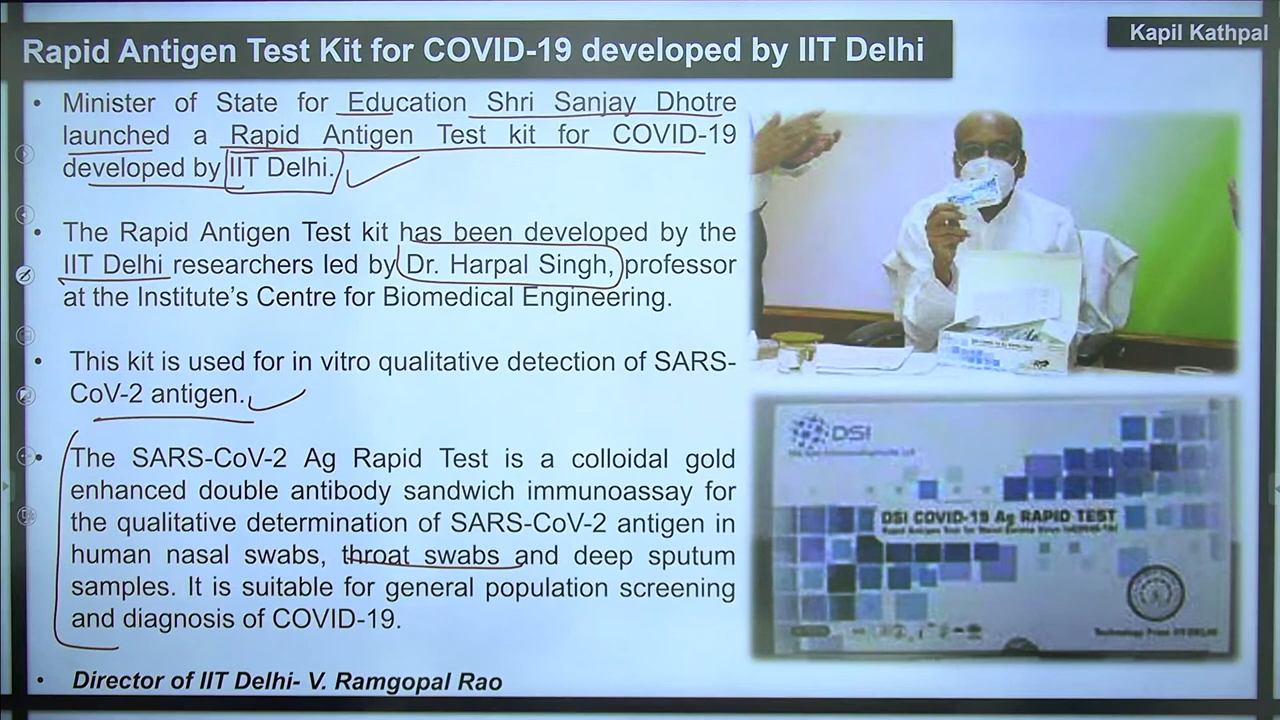 Rapid Antigen Test Kit for COVID-19 developed by IIT Delhi
Kapil Kathpal
• Minister of State for Education Shri Sanjay Dhotre
launched a Rapid Antigen Test kit for COVID-19
developed by IIT Delhi.
• The Rapid Antigen Test kit has been developed by the
IIT Delhi researchers led by Dr. Harpal Singh, professor
at the Institute's Centre for Biomedical Engineering.
• This kit is used for in vitro qualitative detection of SARS-
CoV-2 antigen.
• The SARS-CoV-2 Ag Rapid Test is a colloidal gold
enhanced double antibody sandwich immunoassay for
the qualitative determination of SARS-CoV-2 antigen in
human nasal swabs, throat swabs and deep sputum
samples. It is suitable for general population screening
and diagnosis of COVID-19.
• Director of IIT Delhi- V. Ramgopal Rao
DSI
DSI COVID-19 Ag RAPID TEST
Technology From IIT DELHI